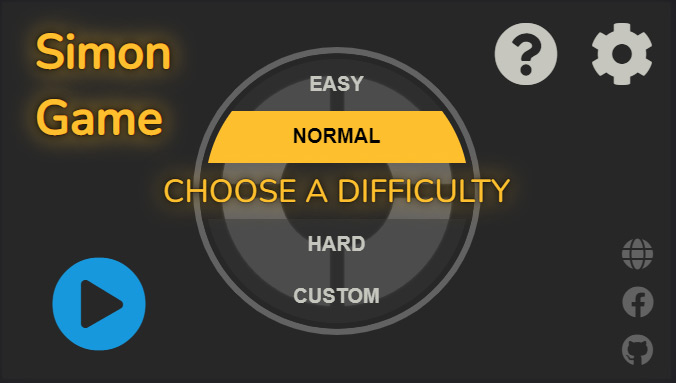 Simon
Game
EASY
NORMAL
CHOOSE A DIFFICULTY
HARD
CUSTOM